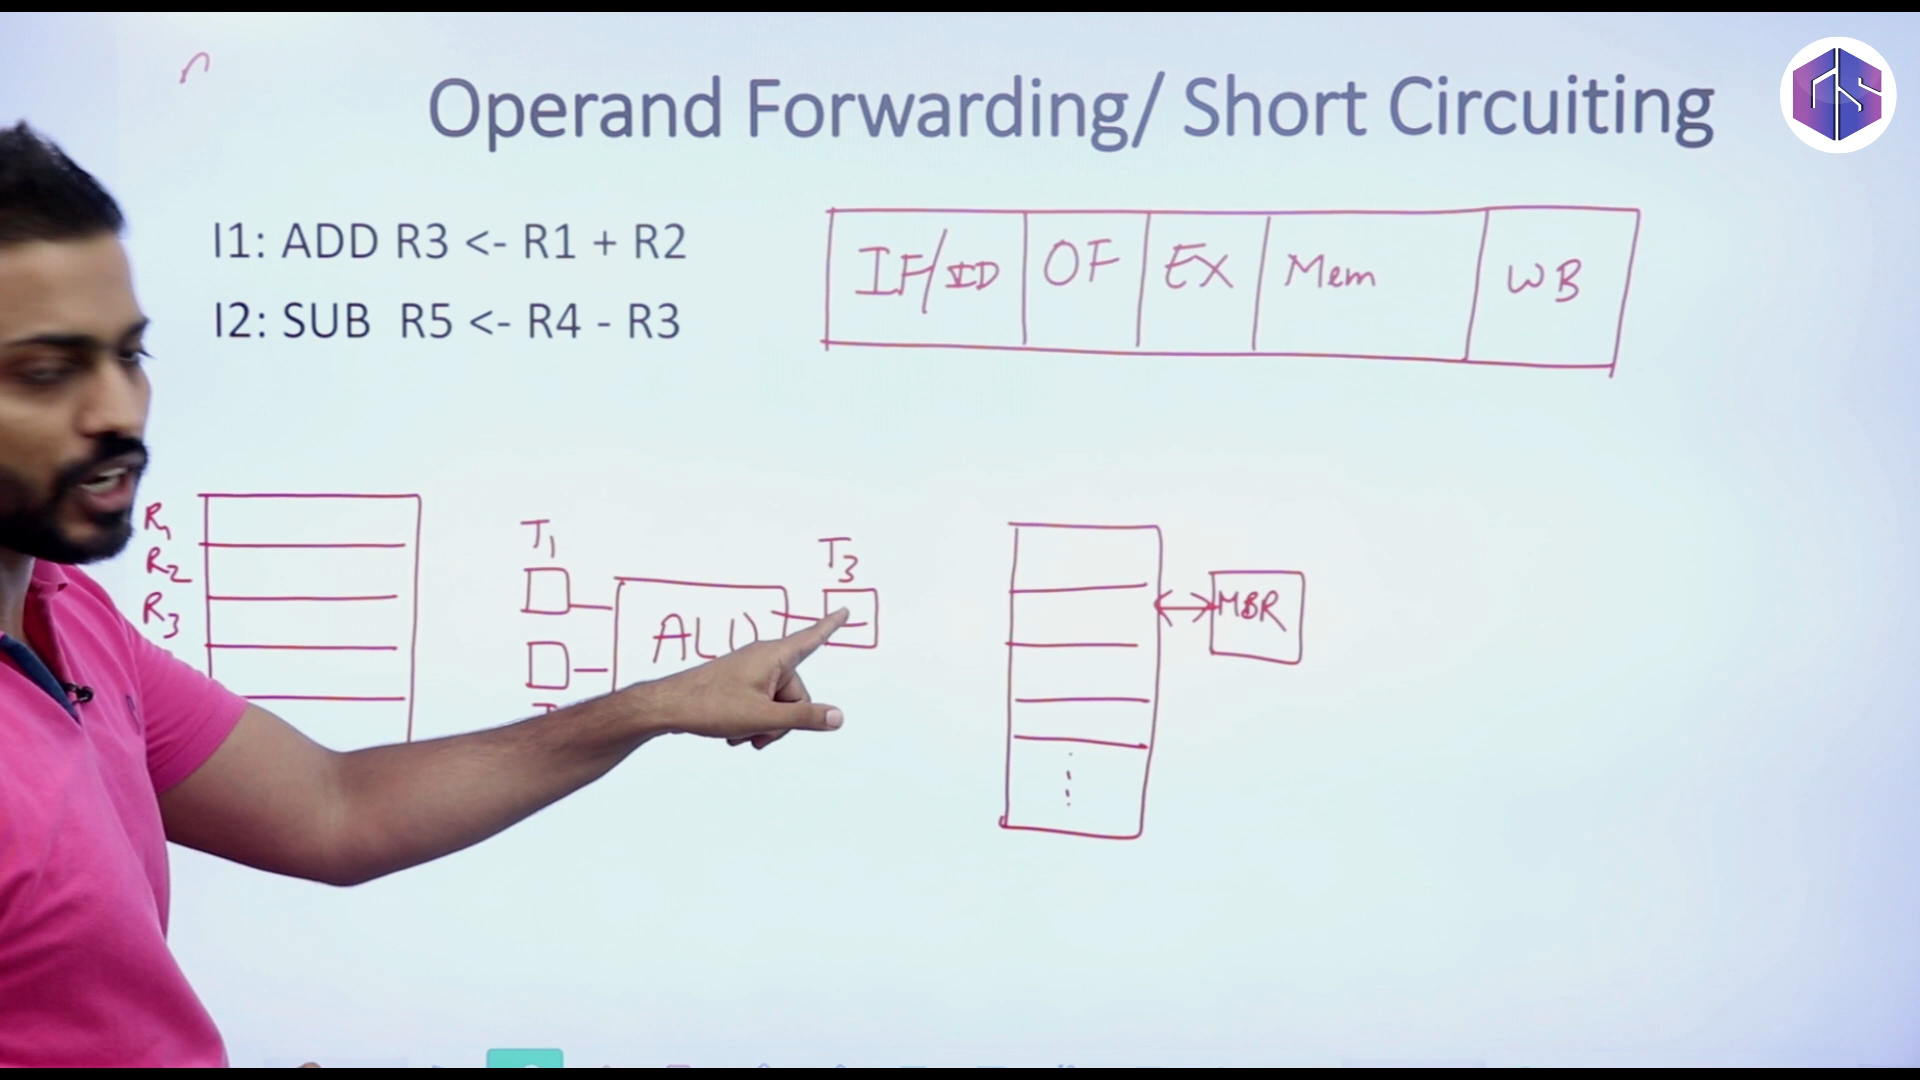 Operand Forwarding/ Short Circuiting
I1: ADD R3 <- R1 + R2
I2: SUB R5 <- R4 - R3
IF/ID OF EX Mem WB
R1
R2
R3
T1
T3
ALU
MBR